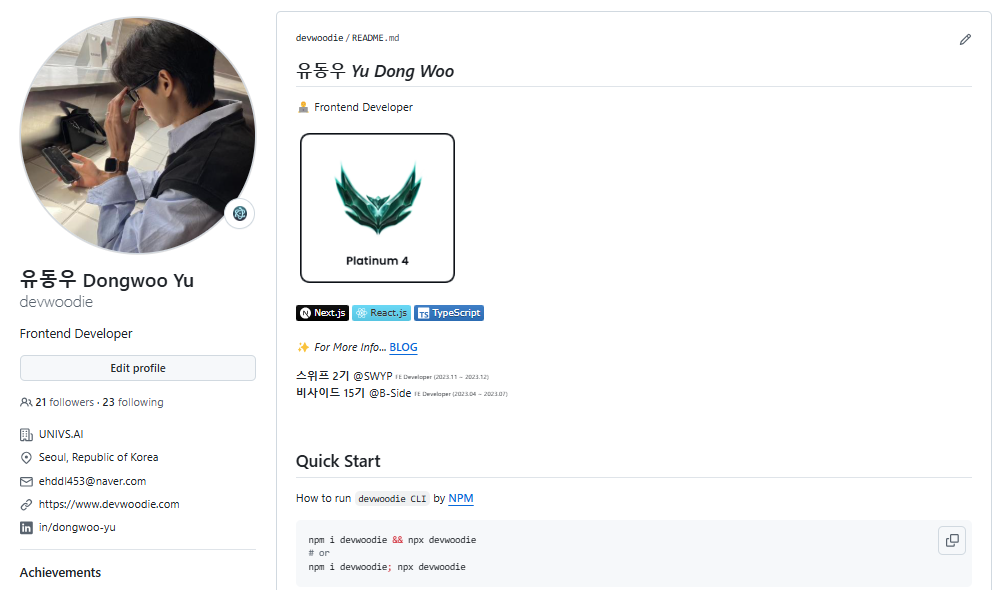 유동우 Dongwoo Yu
devwoodie
Frontend Developer
Edit profile
21 followers · 23 following
UNIVS.AI
Seoul, Republic of Korea
ehddl453@naver.com
https://www.devwoodie.com
in/dongwoo-yu
Achievements
devwoodie / README.md
유동우 Yu Dong Woo
Frontend Developer
Platinum 4
Next.js React.js TS TypeScript
✨ For More Info... BLOG
스위프 2기 @SWYP FE Developer (2023.11 ~ 2023.12)
비사이드 15기 @B-Side FE Developer (2023.04 ~ 2023.07)
Quick Start
How to run devwoodie CLI by NPM
npm i devwoodie && npx devwoodie
# or
npm i devwoodie; npx devwoodie